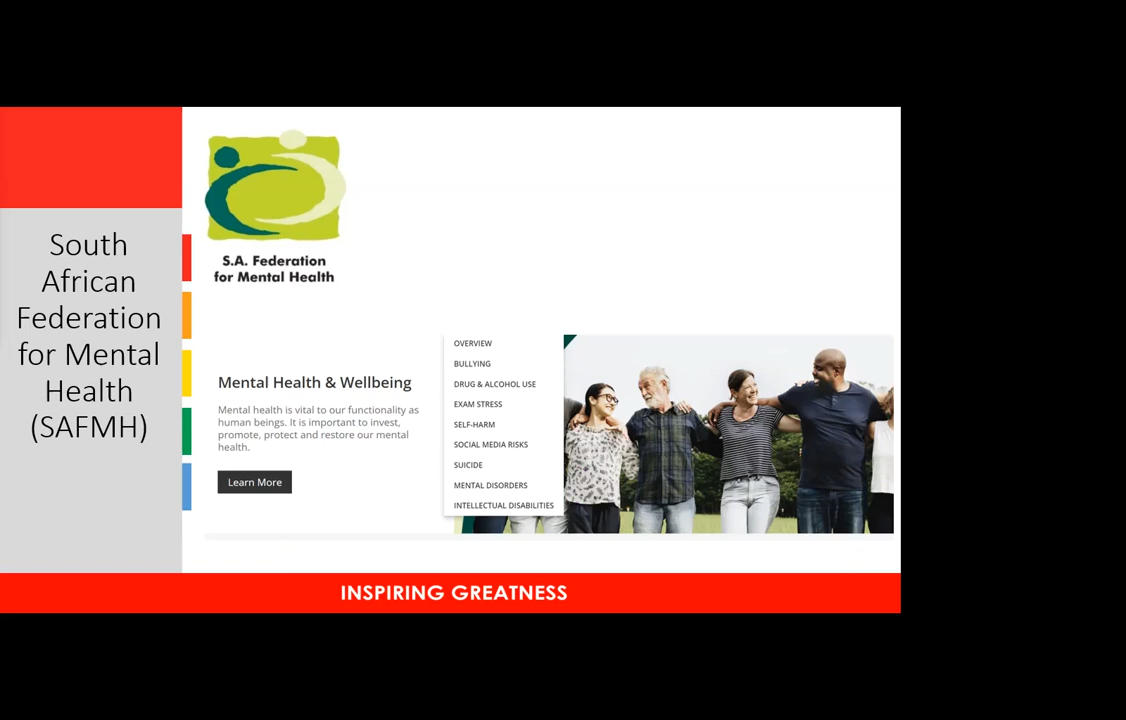 South
African
Federation
for Mental
Health
(SAFMH)
S.A. Federation
for Mental Health
Mental Health & Wellbeing
Mental health is vital to our functionality as
human beings. It is important to invest,
promote, protect and restore our mental
health.
Learn More
OVERVIEW
BULLYING
DRUG & ALCOHOL USE
EXAM STRESS
SELF-HARM
SOCIAL MEDIA RISKS
SUICIDE
MENTAL DISORDERS
INTELLECTUAL DISABILITIES
INSPIRING GREATNESS